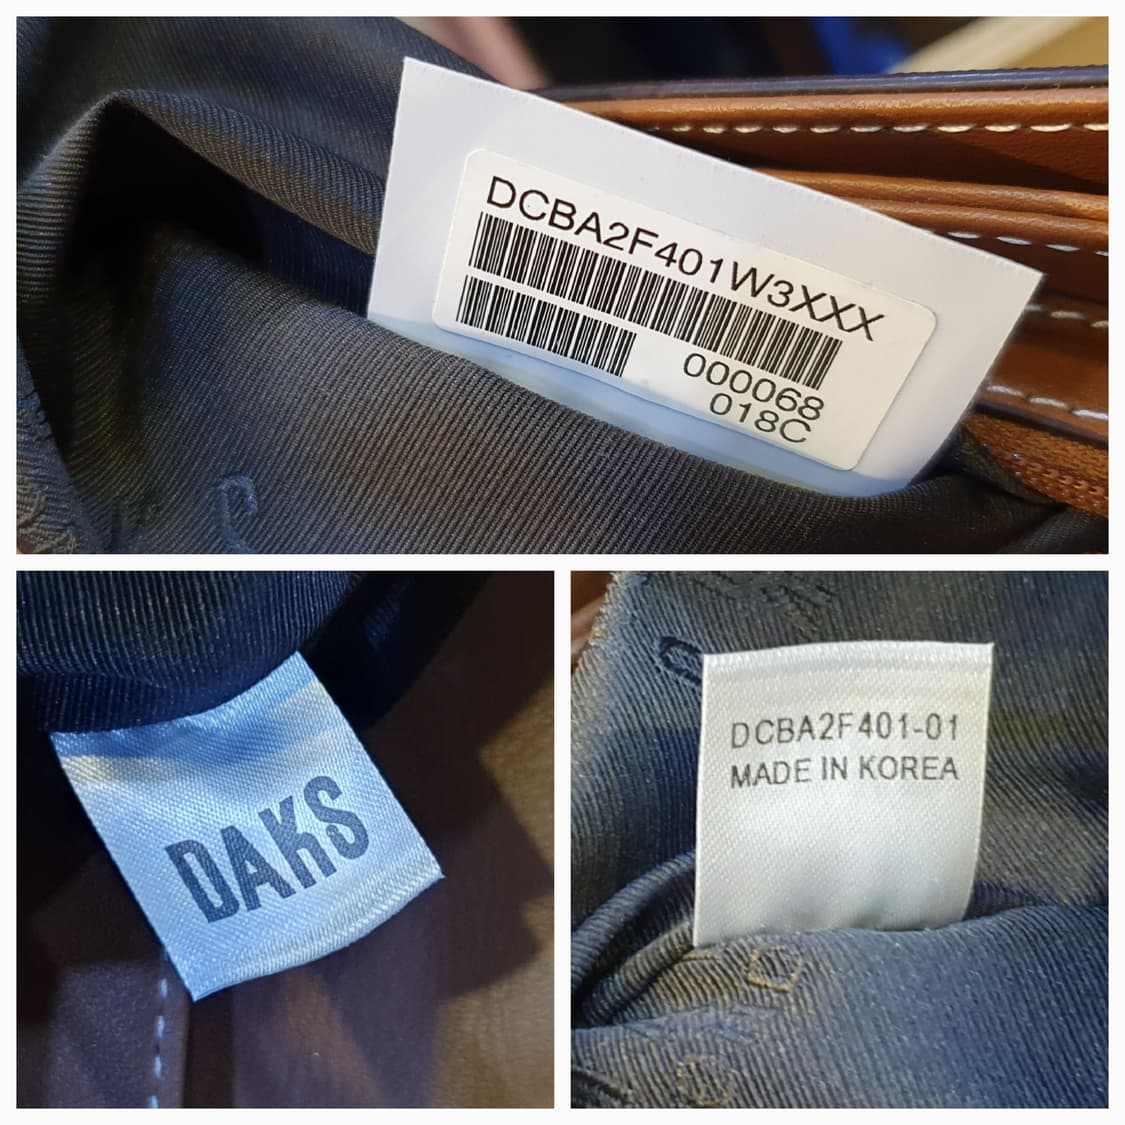 DCBA2F401W3XXX
000068
018C
DAKS
DCBA2F401-01
MADE IN KOREA